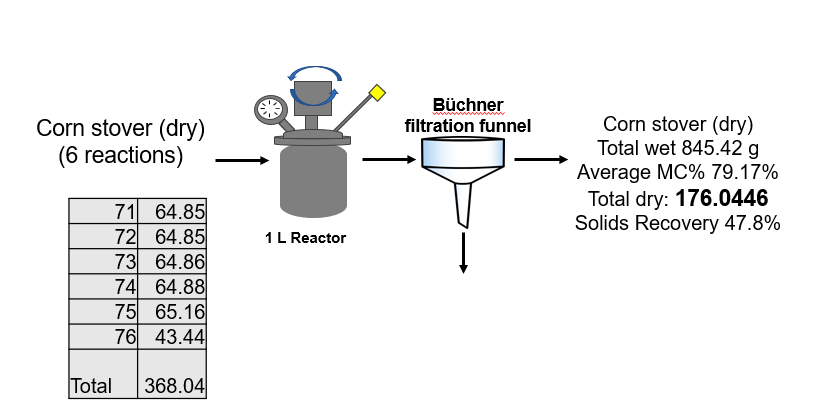 Corn stover (dry)
(6 reactions)
71 64.85
72 64.85
73 64.86
74 64.88
75 65.16
76 43.44
Total 368.04
1 L Reactor
Büchner
filtration funnel
Corn stover (dry)
Total wet 845.42 g
Average MC% 79.17%
Total dry: 176.0446
Solids Recovery 47.8%